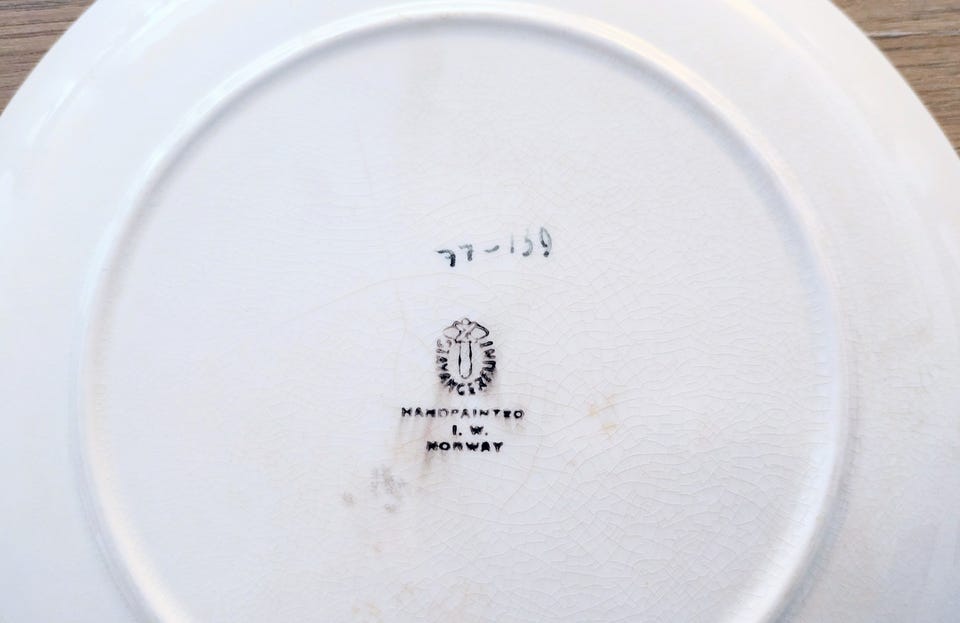 77-139
STAVANGERFLINT
HANDPAINTED
I. W.
NORWAY